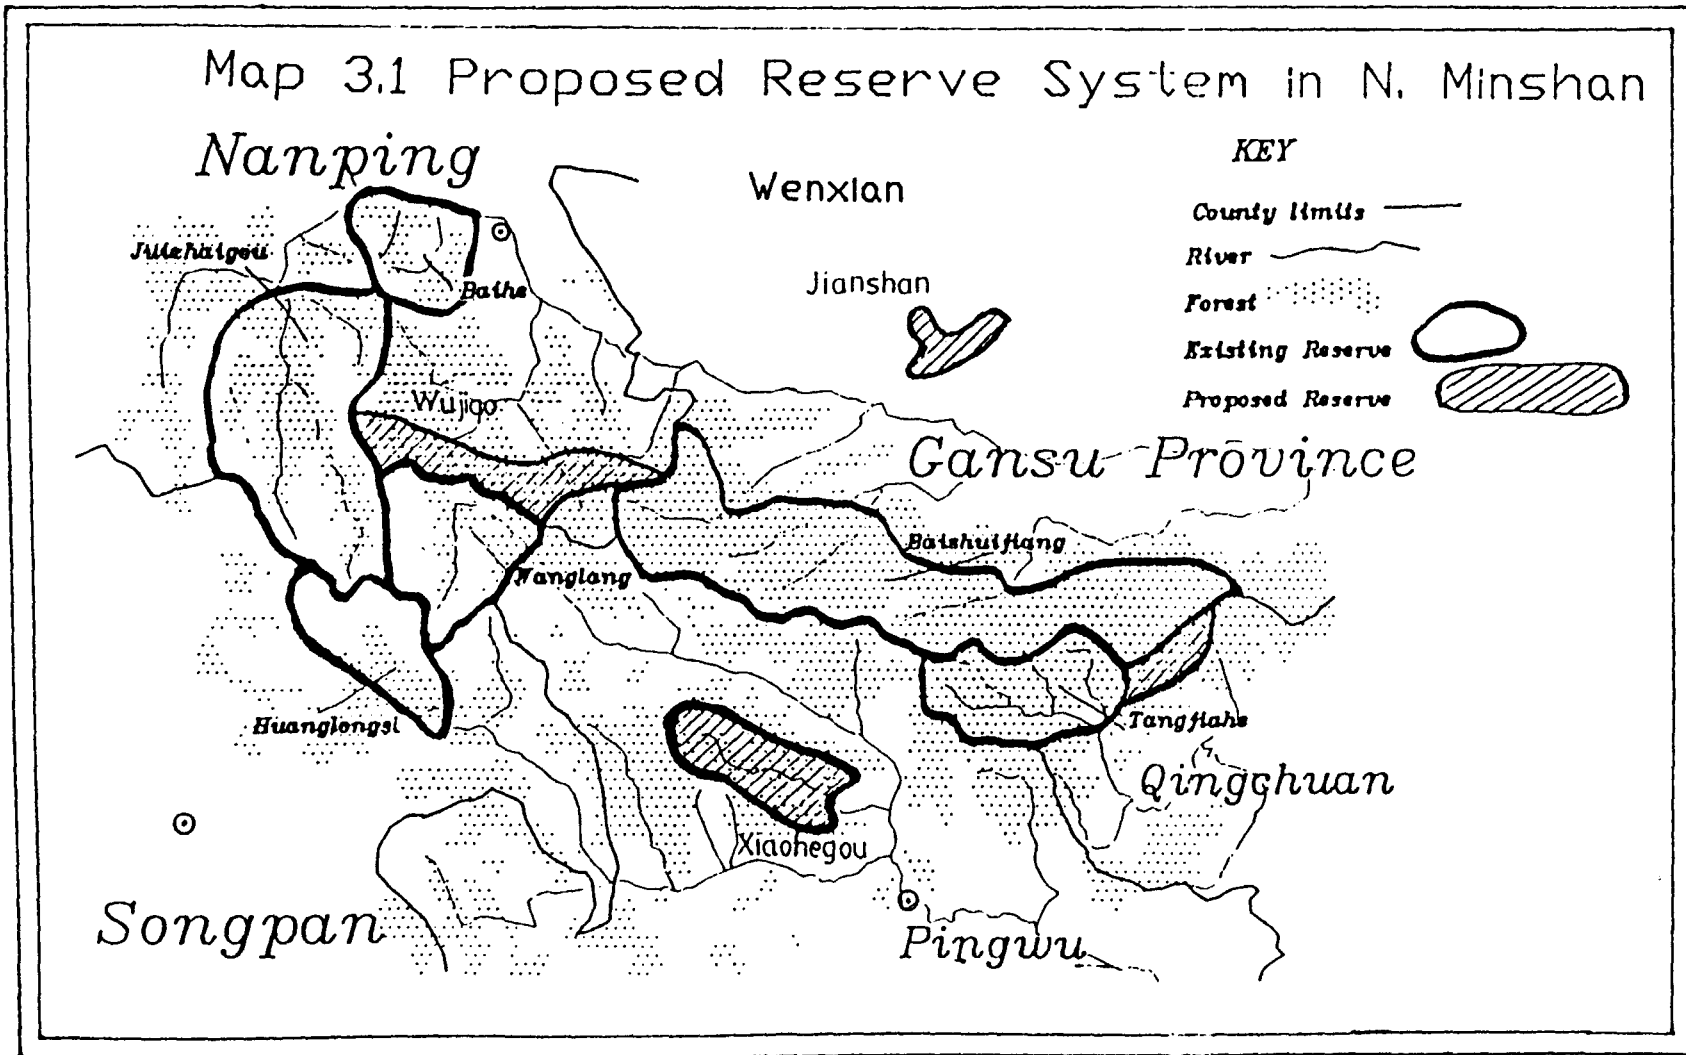 Map 3.1 Proposed Reserve System in N. Minshan
Nanping
KEY
Wenxian
County limits
Jiuzhaigou
River
Baihe
Jianshan
Forest
Existing Reserve
Proposed Reserve
Wujiao
Gansu Province
Baishuijiang
Wanglang
Huanglongsi
Tangjiahe
Qingchuan
Xiaohegou
Songpan
Pingwu